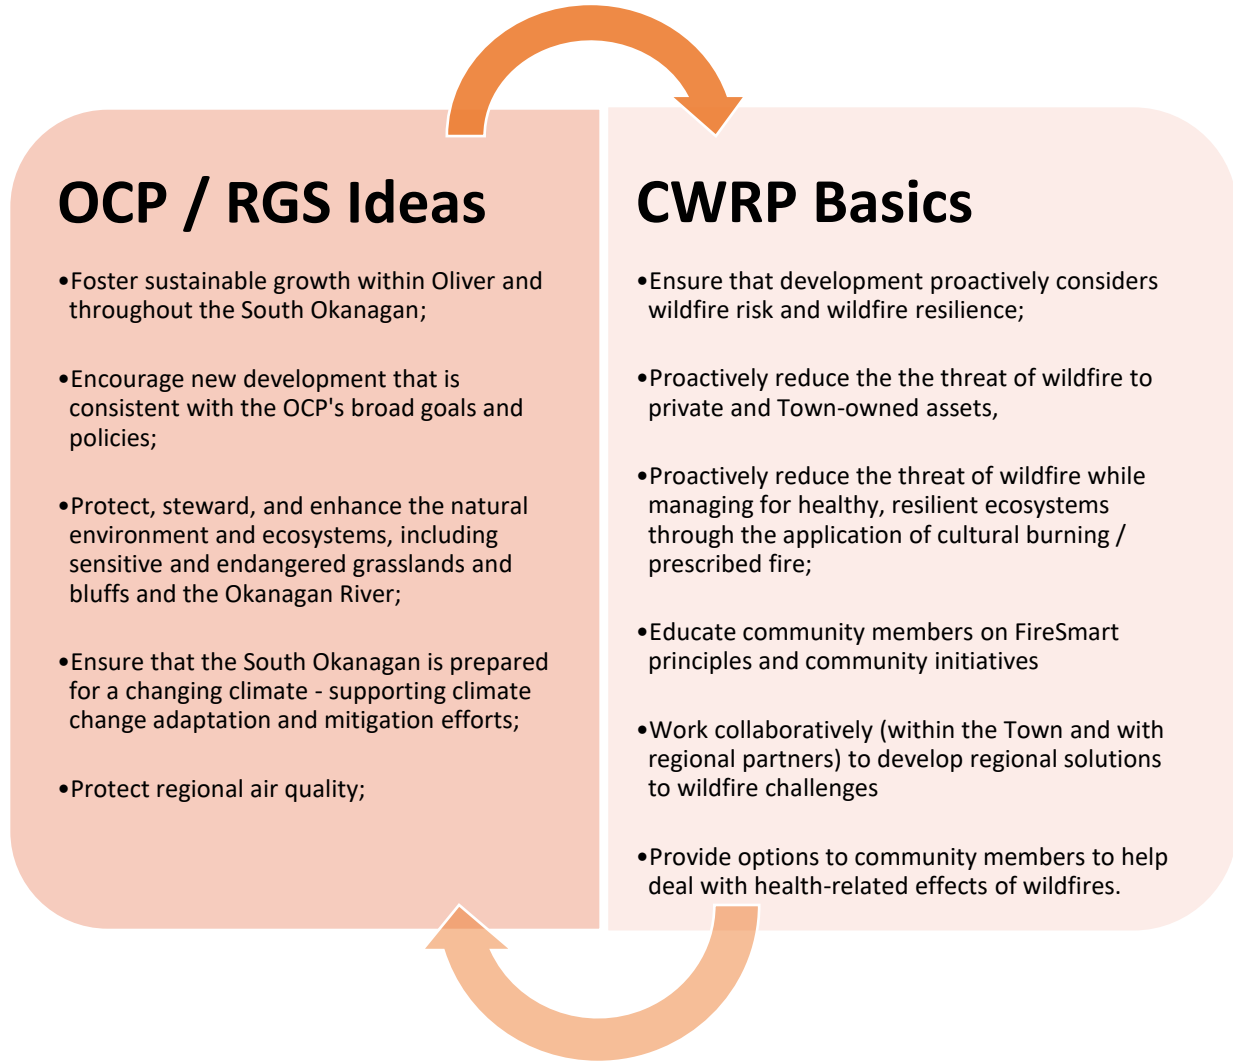 OCP / RGS Ideas
•Foster sustainable growth within Oliver and
throughout the South Okanagan;
•Encourage new development that is
consistent with the OCP's broad goals and
policies;
•Protect, steward, and enhance the natural
environment and ecosystems, including
sensitive and endangered grasslands and
bluffs and the Okanagan River;
•Ensure that the South Okanagan is prepared
for a changing climate - supporting climate
change adaptation and mitigation efforts;
•Protect regional air quality;
CWRP Basics
•Ensure that development proactively considers
wildfire risk and wildfire resilience;
•Proactively reduce the the threat of wildfire to
private and Town-owned assets,
•Proactively reduce the threat of wildfire while
managing for healthy, resilient ecosystems
through the application of cultural burning /
prescribed fire;
•Educate community members on FireSmart
principles and community initiatives
•Work collaboratively (within the Town and with
regional partners) to develop regional solutions
to wildfire challenges
•Provide options to community members to help
deal with health-related effects of wildfires.